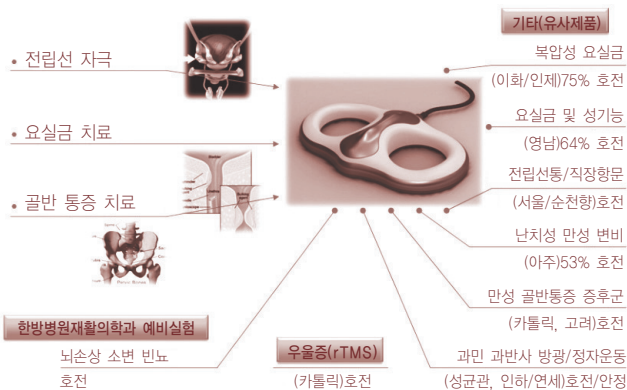 • 전립선 자극
• 요실금 치료
• 골반 통증 치료
기타(유사제품)
복압성 요실금
(이화/인제)75% 호전
요실금 및 성기능
(영남)64% 호전
전립선통/직장항문
(서울/순천향)호전
난치성 만성 변비
(아주)53% 호전
만성 골반통증 증후군
(카톨릭, 고려)호전
과민 과반사 방광/정자운동
(성균관, 인하/연세)호전/안정
한방병원재활의학과 예비실험
뇌손상 소변 빈뇨
호전
우울증(rTMS)
(카톨릭)호전